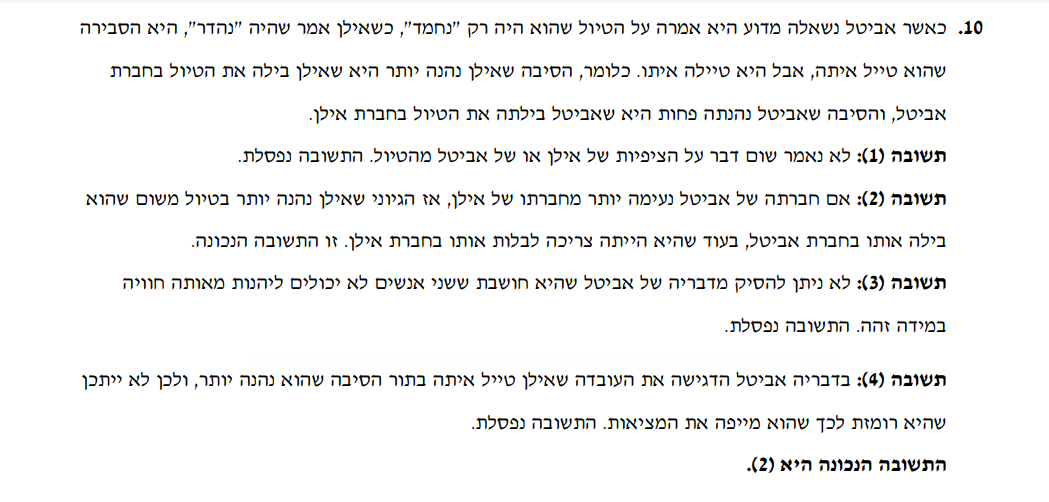 10. כאשר אביטל נשאלה מדוע היא אמרה על הטיול שהוא היה רק "נחמד", כשאילן אמר שהיה "נהדר", היא הסבירה
שהוא טייל איתה, אבל היא טיילה איתו. כלומר, הסיבה שאילן נהנה יותר היא שאילן בילה את הטיול בחברת
אביטל, והסיבה שאביטל נהנתה פחות היא שאביטל בילתה את הטיול בחברת אילן.
תשובה (1): לא נאמר שום דבר על הציפיות של אילן או של אביטל מהטיול. התשובה נפסלת.
תשובה (2): אם חברתה של אביטל נעימה יותר מחברתו של אילן, אז הגיוני שאילן נהנה יותר בטיול משום שהוא
בילה אותו בחברת אביטל, בעוד שהיא הייתה צריכה לבלות אותו בחברת אילן. זו התשובה הנכונה.
תשובה (3): לא ניתן להסיק מדבריה של אביטל שהיא חושבת ששני אנשים לא יכולים ליהנות מאותה חוויה
במידה זהה. התשובה נפסלת.
תשובה (4): בדבריה אביטל הדגישה את העובדה שאילן טייל איתה בתור הסיבה שהוא נהנה יותר, ולכן לא ייתכן
שהיא רומזת לכך שהוא מייפה את המציאות. התשובה נפסלת.
התשובה הנכונה היא (2).